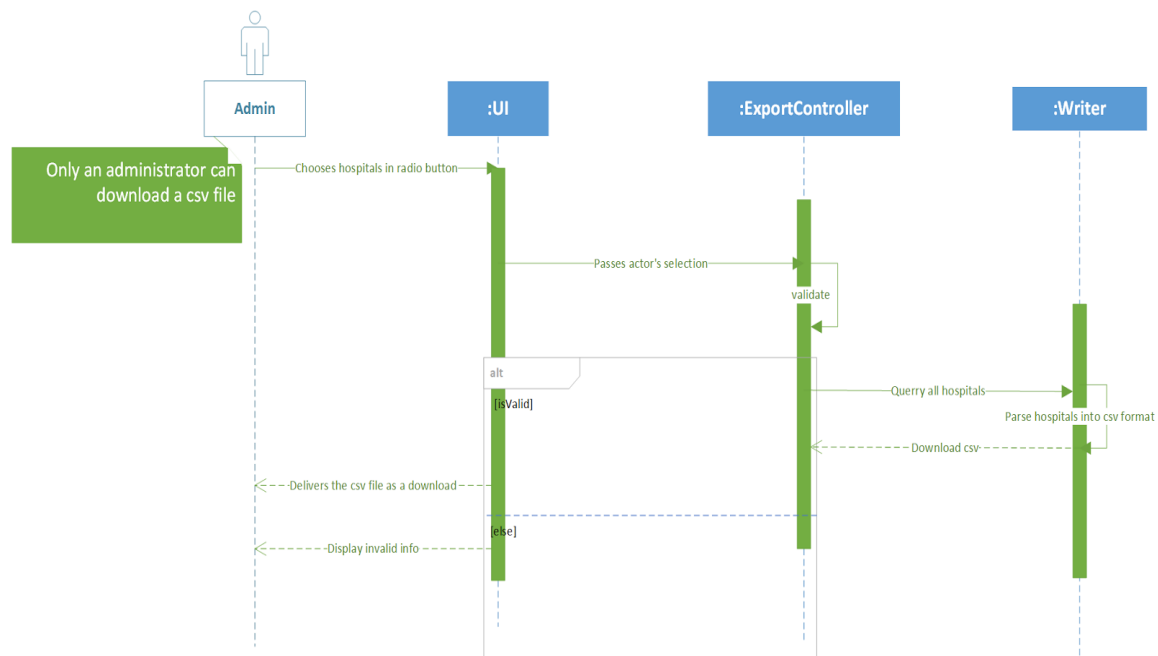 Admin
:UI
:ExportController
:Writer
Only an administrator can
download a csv file
Chooses hospitals in radio button
Passes actor's selection
validate
alt
[isValid]
Querry all hospitals
Parse hospitals into csv format
Download csv
Delivers the csv file as a download
[else]
Display invalid info